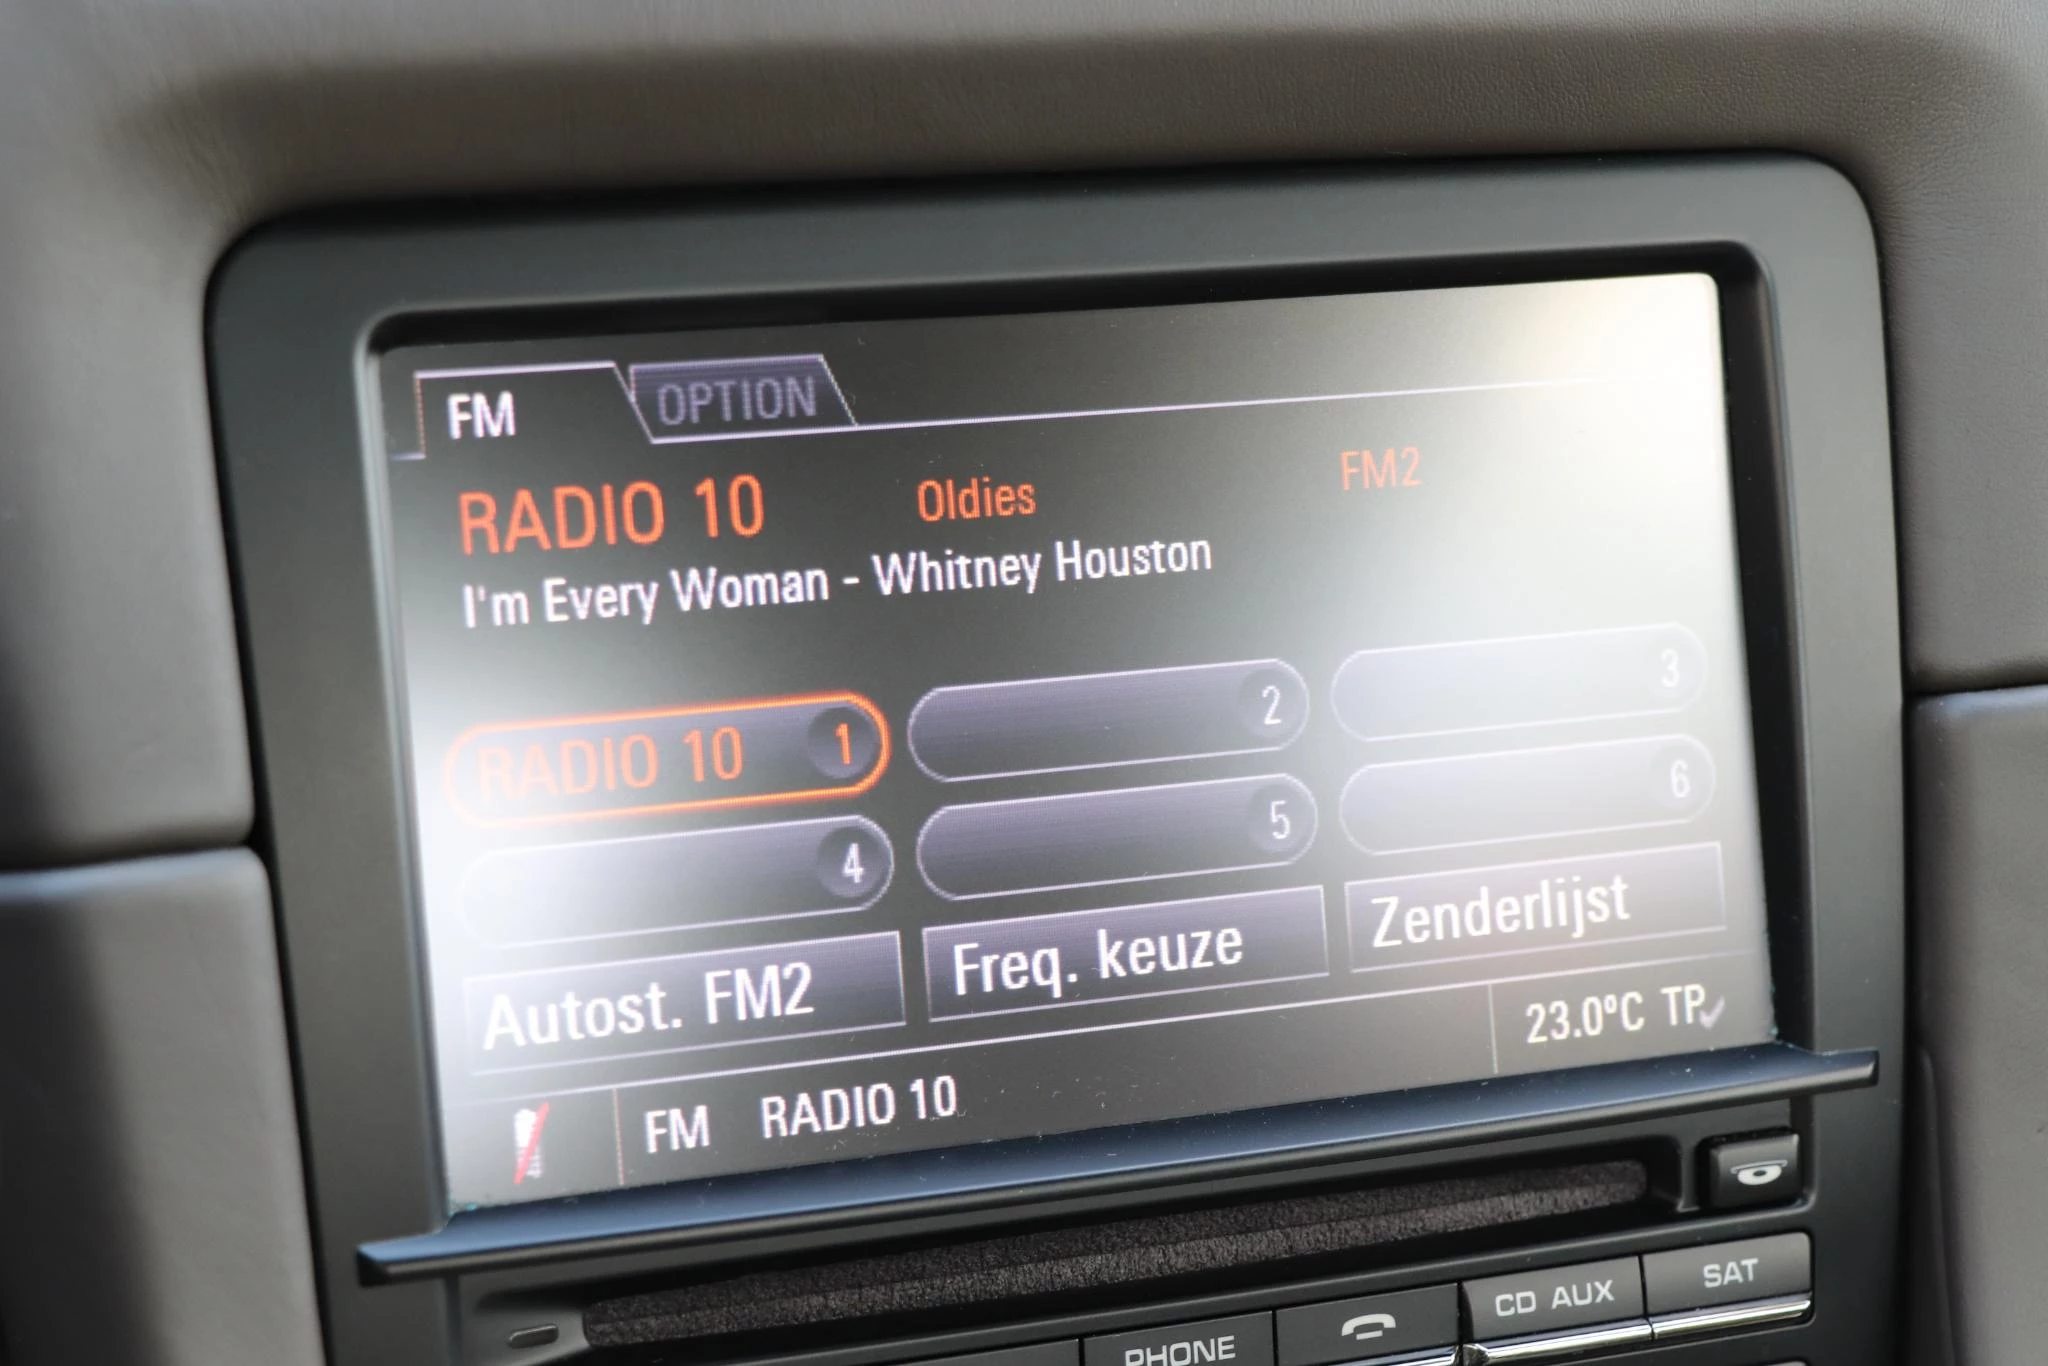 FM OPTION
RADIO 10 Oldies FM2
I'm Every Woman - Whitney Houston
RADIO 10 1 2 3
4 5 6
Autost. FM2 Freq. keuze Zenderlijst
FM RADIO 10 23.0ºC TP
CD AUX SAT
PHONE